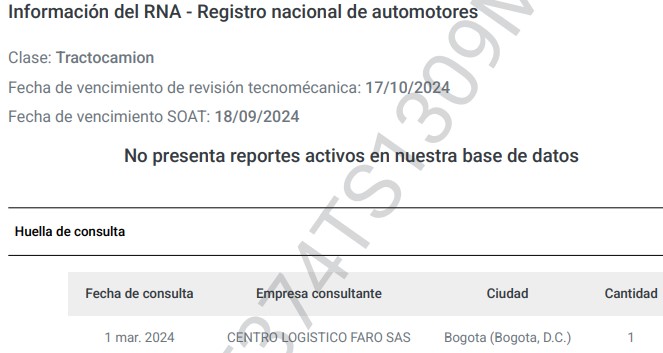 Información del RNA - Registro nacional de automotores
Clase: Tractocamion
Fecha de vencimiento de revisión tecnomécanica: 17/10/2024
Fecha de vencimiento SOAT: 18/09/2024
No presenta reportes activos en nuestra base de datos
Huella de consulta
Fecha de consulta Empresa consultante Ciudad Cantidad
1 mar. 2024 CENTRO LOGISTICO FARO SAS Bogota (Bogota, D.C.) 1
374TS1309M